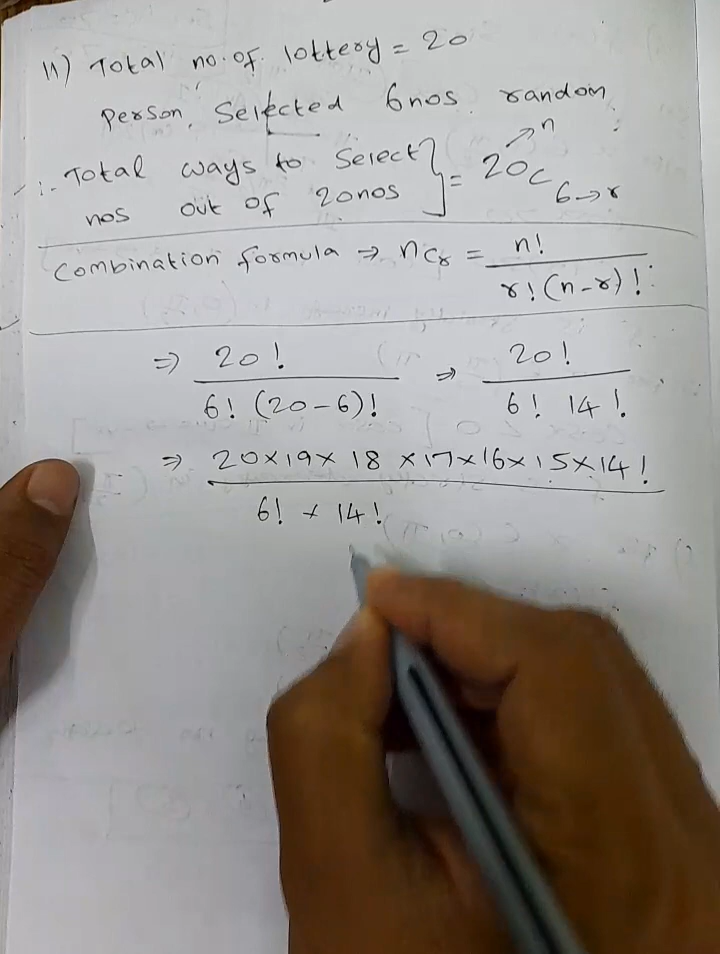 11) Total no. of. lottery = 20
Person, Selected 6nos. random
n
∴ Total ways to Select } = 20C
nos out of 20nos 6→r
Combination formula ⇒ nCr = n!
r! (n-r)!
⇒ 20! ⇒ 20!
6! (20-6)! 6! 14!
⇒ 20×19×18×17×16×15×14!
6! × 14!